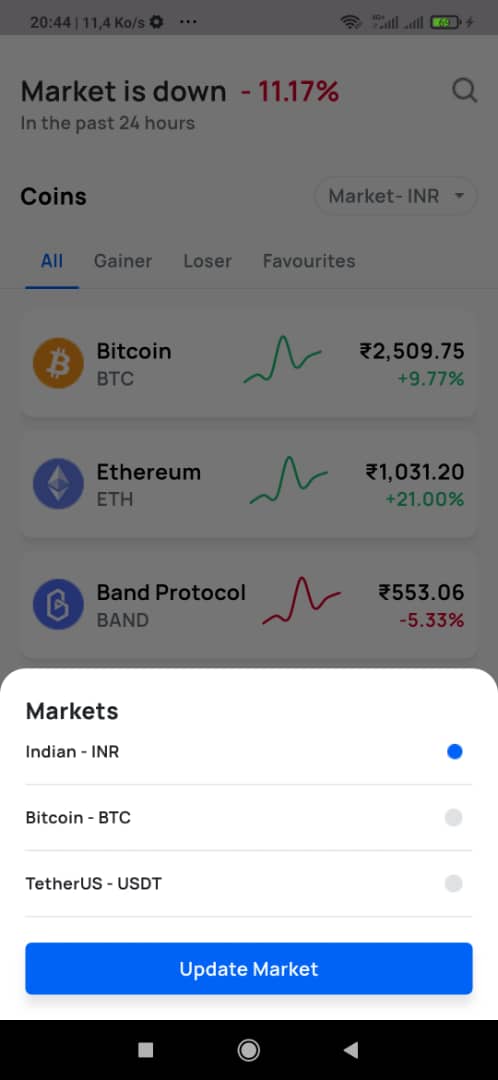 20:44 | 11,4 Ko/s ...
69
Market is down - 11.17%
In the past 24 hours
Coins
Market- INR
All Gainer Loser Favourites
Bitcoin ₹2,509.75
BTC +9.77%
Ethereum ₹1,031.20
ETH +21.00%
Band Protocol ₹553.06
BAND -5.33%
Markets
Indian - INR
Bitcoin - BTC
TetherUS - USDT
Update Market